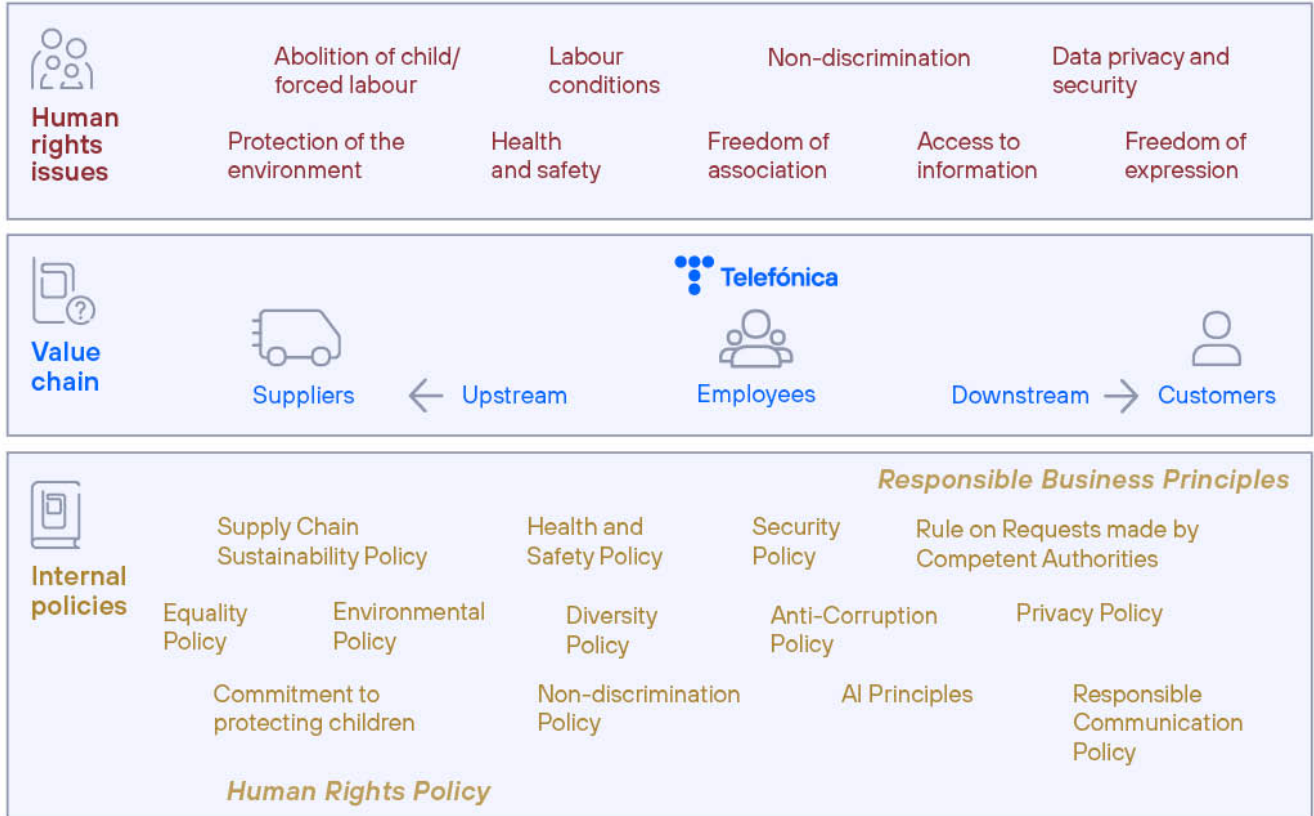 Human
rights
issues
Abolition of child/
forced labour
Labour
conditions
Non-discrimination
Data privacy and
security
Protection of the
environment
Health
and safety
Freedom of
association
Access to
information
Freedom of
expression
Value
chain
Telefónica
Suppliers
Upstream
Employees
Downstream
Customers
?
Internal
policies
Responsible Business Principles
Supply Chain
Sustainability Policy
Health and
Safety Policy
Security
Policy
Rule on Requests made by
Competent Authorities
Equality
Policy
Environmental
Policy
Diversity
Policy
Anti-Corruption
Policy
Privacy Policy
Commitment to
protecting children
Non-discrimination
Policy
AI Principles
Responsible
Communication
Policy
Human Rights Policy